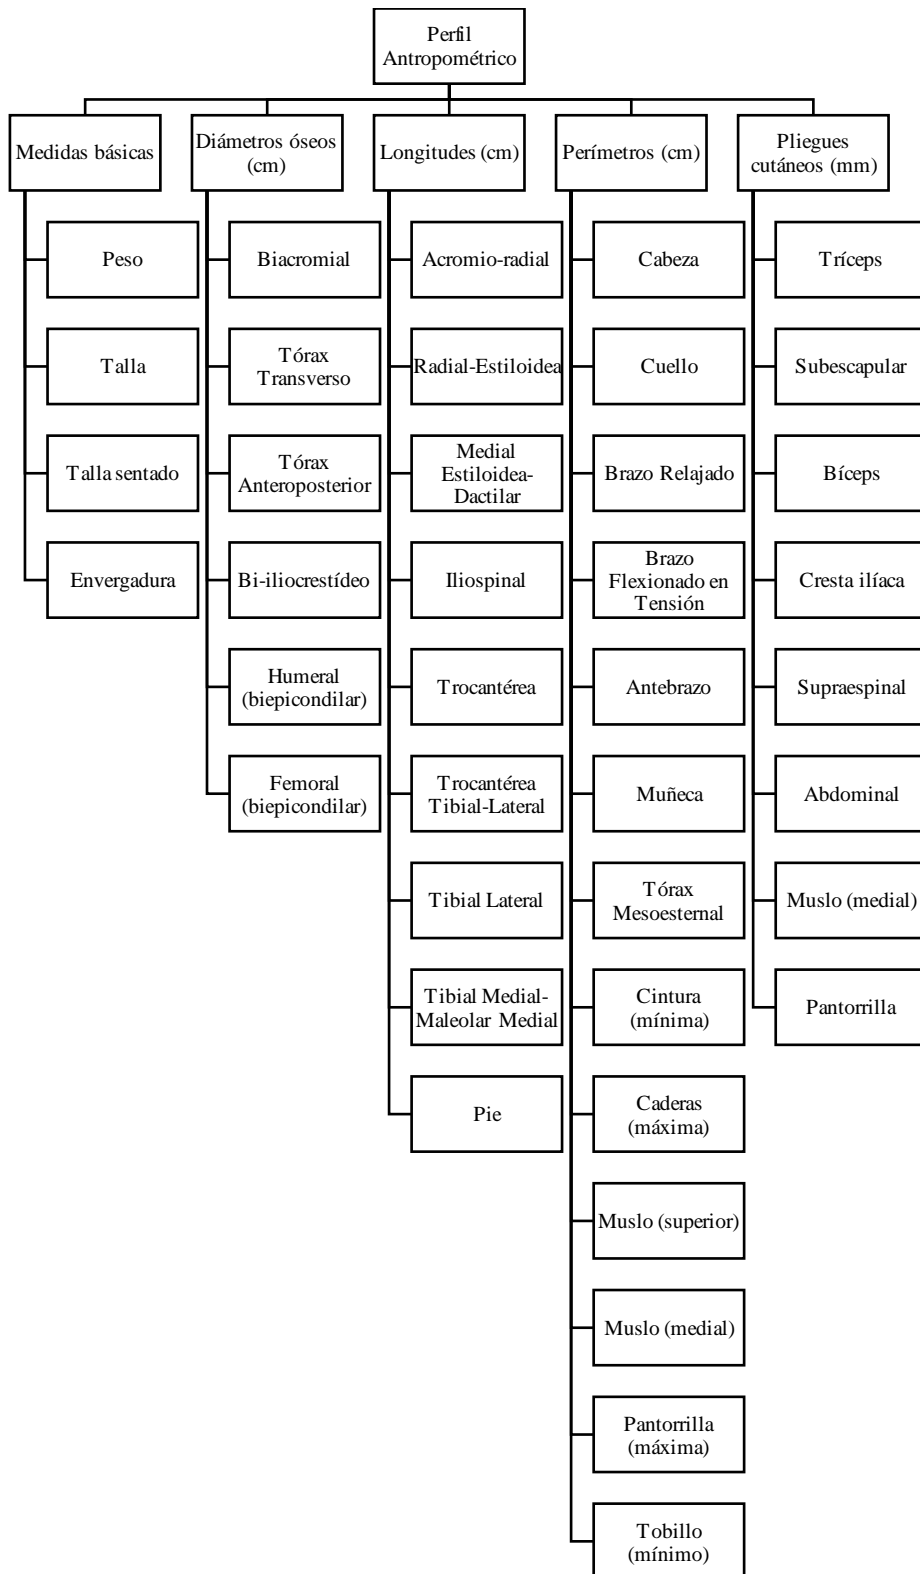 Perfil
Antropométrico
Medidas básicas
Peso
Talla
Talla sentado
Envergadura
Diámetros óseos
(cm)
Biacromial
Tórax
Transverso
Tórax
Anteroposterior
Bi-iliocrestídeo
Humeral
(biepicondilar)
Femoral
(biepicondilar)
Longitudes (cm)
Acromio-radial
Radial-Estiloidea
Medial
Estiloidea-
Dactilar
Iliospinal
Trocantérea
Trocantérea
Tibial-Lateral
Tibial Lateral
Tibial Medial-
Maleolar Medial
Pie
Perímetros (cm)
Cabeza
Cuello
Brazo Relajado
Brazo
Flexionado en
Tensión
Antebrazo
Muñeca
Tórax
Mesoesternal
Cintura
(mínima)
Caderas
(máxima)
Muslo (superior)
Muslo (medial)
Pantorrilla
(máxima)
Tobillo
(mínimo)
Pliegues
cutáneos (mm)
Tríceps
Subescapular
Bíceps
Cresta ilíaca
Supraespinal
Abdominal
Muslo (medial)
Pantorrilla